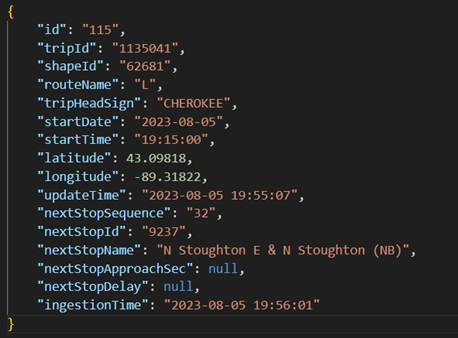 {
"id": "115",
"tripId": "1135041",
"shapeId": "62681",
"routeName": "L",
"tripHeadSign": "CHEROKEE",
"startDate": "2023-08-05",
"startTime": "19:15:00",
"latitude": 43.09818,
"longitude": -89.31822,
"updateTime": "2023-08-05 19:55:07",
"nextStopSequence": "32",
"nextStopId": "9237",
"nextStopName": "N Stoughton E & N Stoughton (NB)",
"nextStopApproachSec": null,
"nextStopDelay": null,
"ingestionTime": "2023-08-05 19:56:01"
}